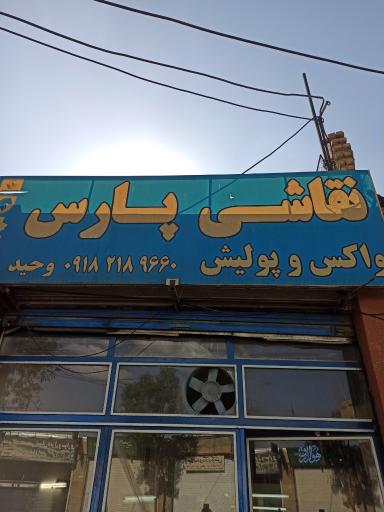 نقاشی پارس
واکس و پولیش ۰۹۱۸ ۲۱۸ ۹۶۶۰ وحید